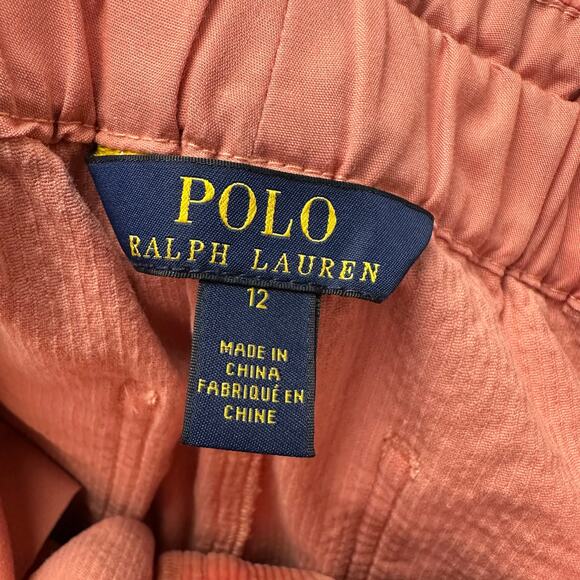 POLO
RALPH LAUREN
12
MADE IN
CHINA
FABRIQUÉ EN
CHINE